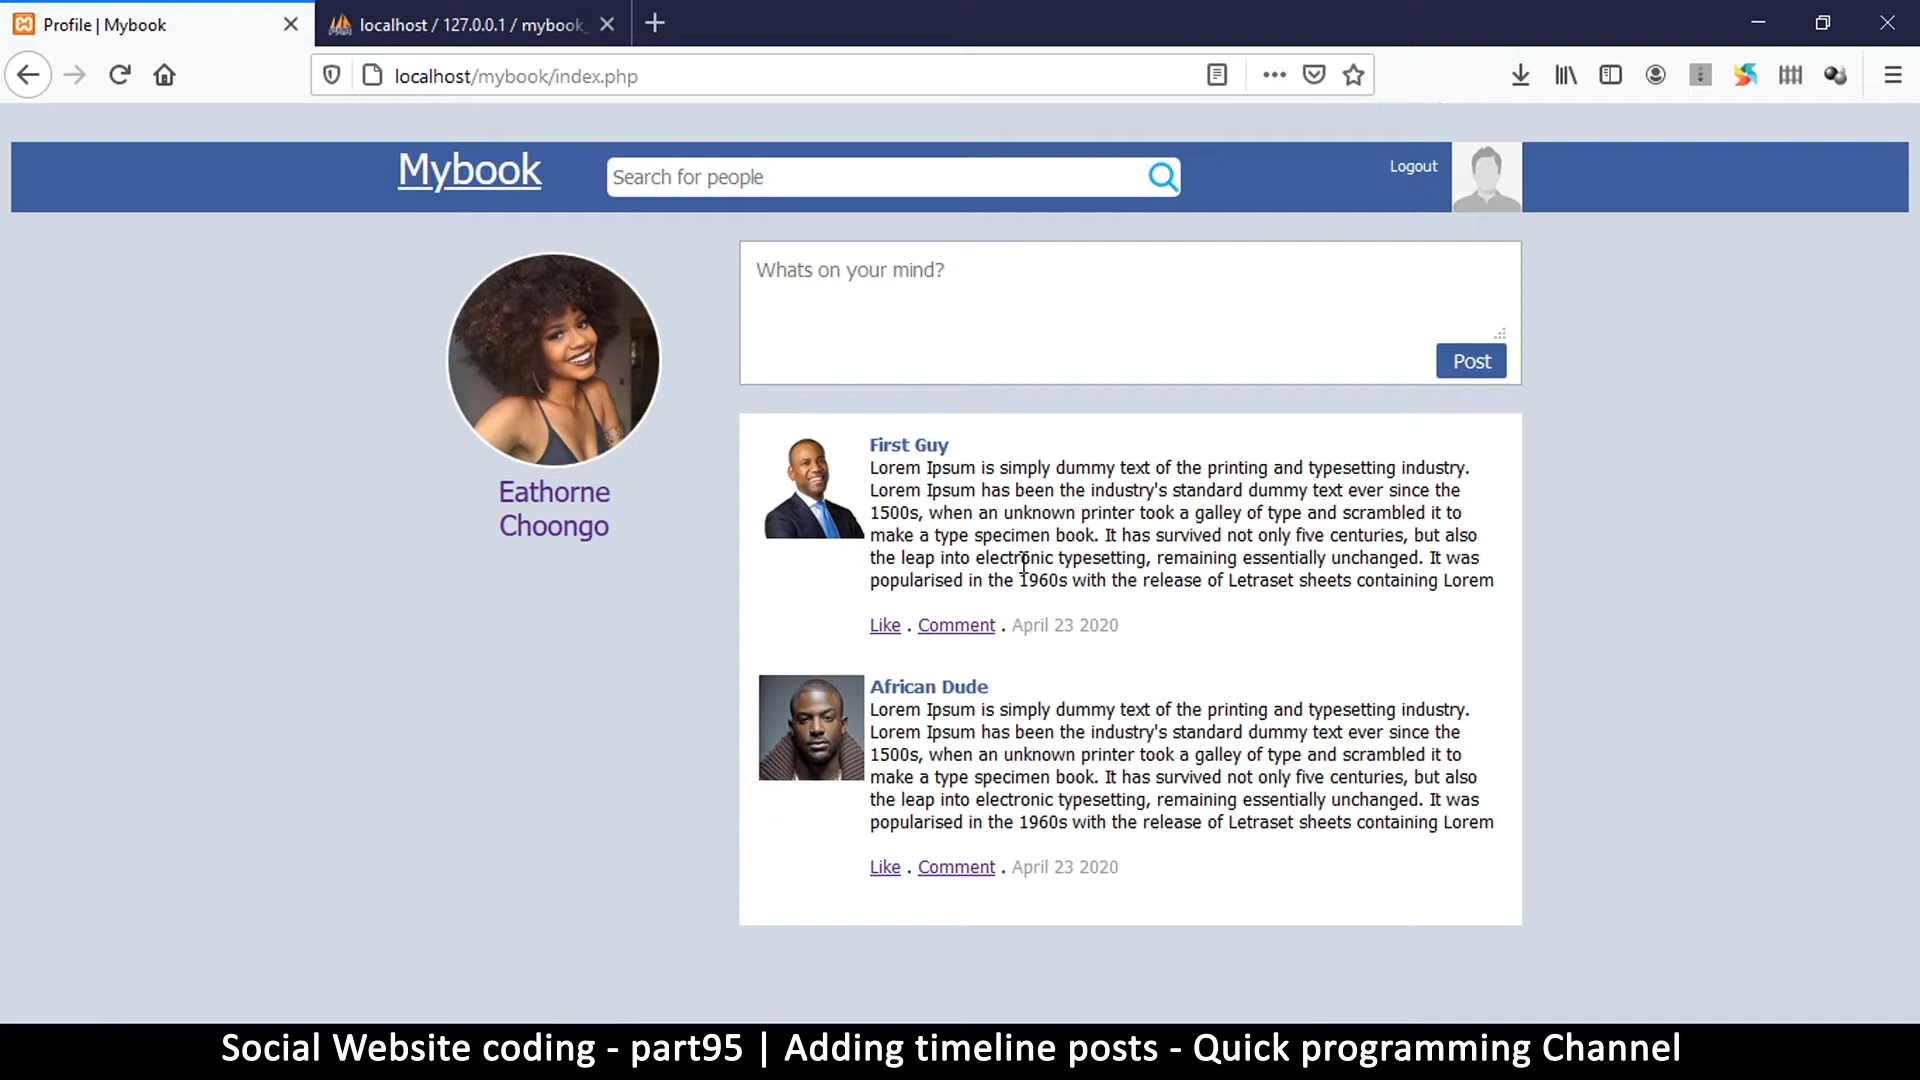 Profile | Mybook
localhost / 127.0.0.1 / mybook_
localhost/mybook/index.php
Mybook
Search for people
Logout
Whats on your mind?
Post
Eathorne
Choongo
First Guy
Lorem Ipsum is simply dummy text of the printing and typesetting industry.
Lorem Ipsum has been the industry's standard dummy text ever since the
1500s, when an unknown printer took a galley of type and scrambled it to
make a type specimen book. It has survived not only five centuries, but also
the leap into electronic typesetting, remaining essentially unchanged. It was
popularised in the 1960s with the release of Letraset sheets containing Lorem
Like . Comment . April 23 2020
African Dude
Lorem Ipsum is simply dummy text of the printing and typesetting industry.
Lorem Ipsum has been the industry's standard dummy text ever since the
1500s, when an unknown printer took a galley of type and scrambled it to
make a type specimen book. It has survived not only five centuries, but also
the leap into electronic typesetting, remaining essentially unchanged. It was
popularised in the 1960s with the release of Letraset sheets containing Lorem
Like . Comment . April 23 2020
Social Website coding - part95 | Adding timeline posts - Quick programming Channel